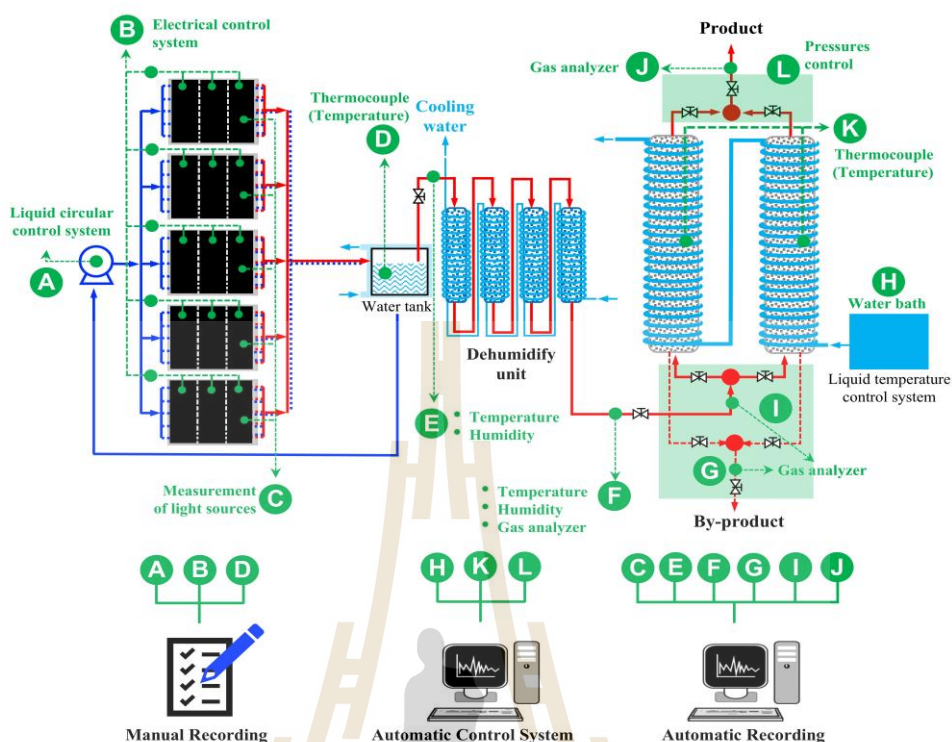 B
Electrical control
system
Product
Gas analyzer
J
L
Pressures
control
Thermocouple
(Temperature)
D
Cooling
water
K
Thermocouple
(Temperature)
Liquid circular
control system
A
Water tank
H
Water bath
Dehumidify
unit
Liquid temperature
control system
E
• Temperature
• Humidity
I
G
Gas analyzer
F
Measurement
of light sources
C
• Temperature
• Humidity
• Gas analyzer
By-product
A B D
H K L
C E F G I J
Manual Recording
Automatic Control System
Automatic Recording